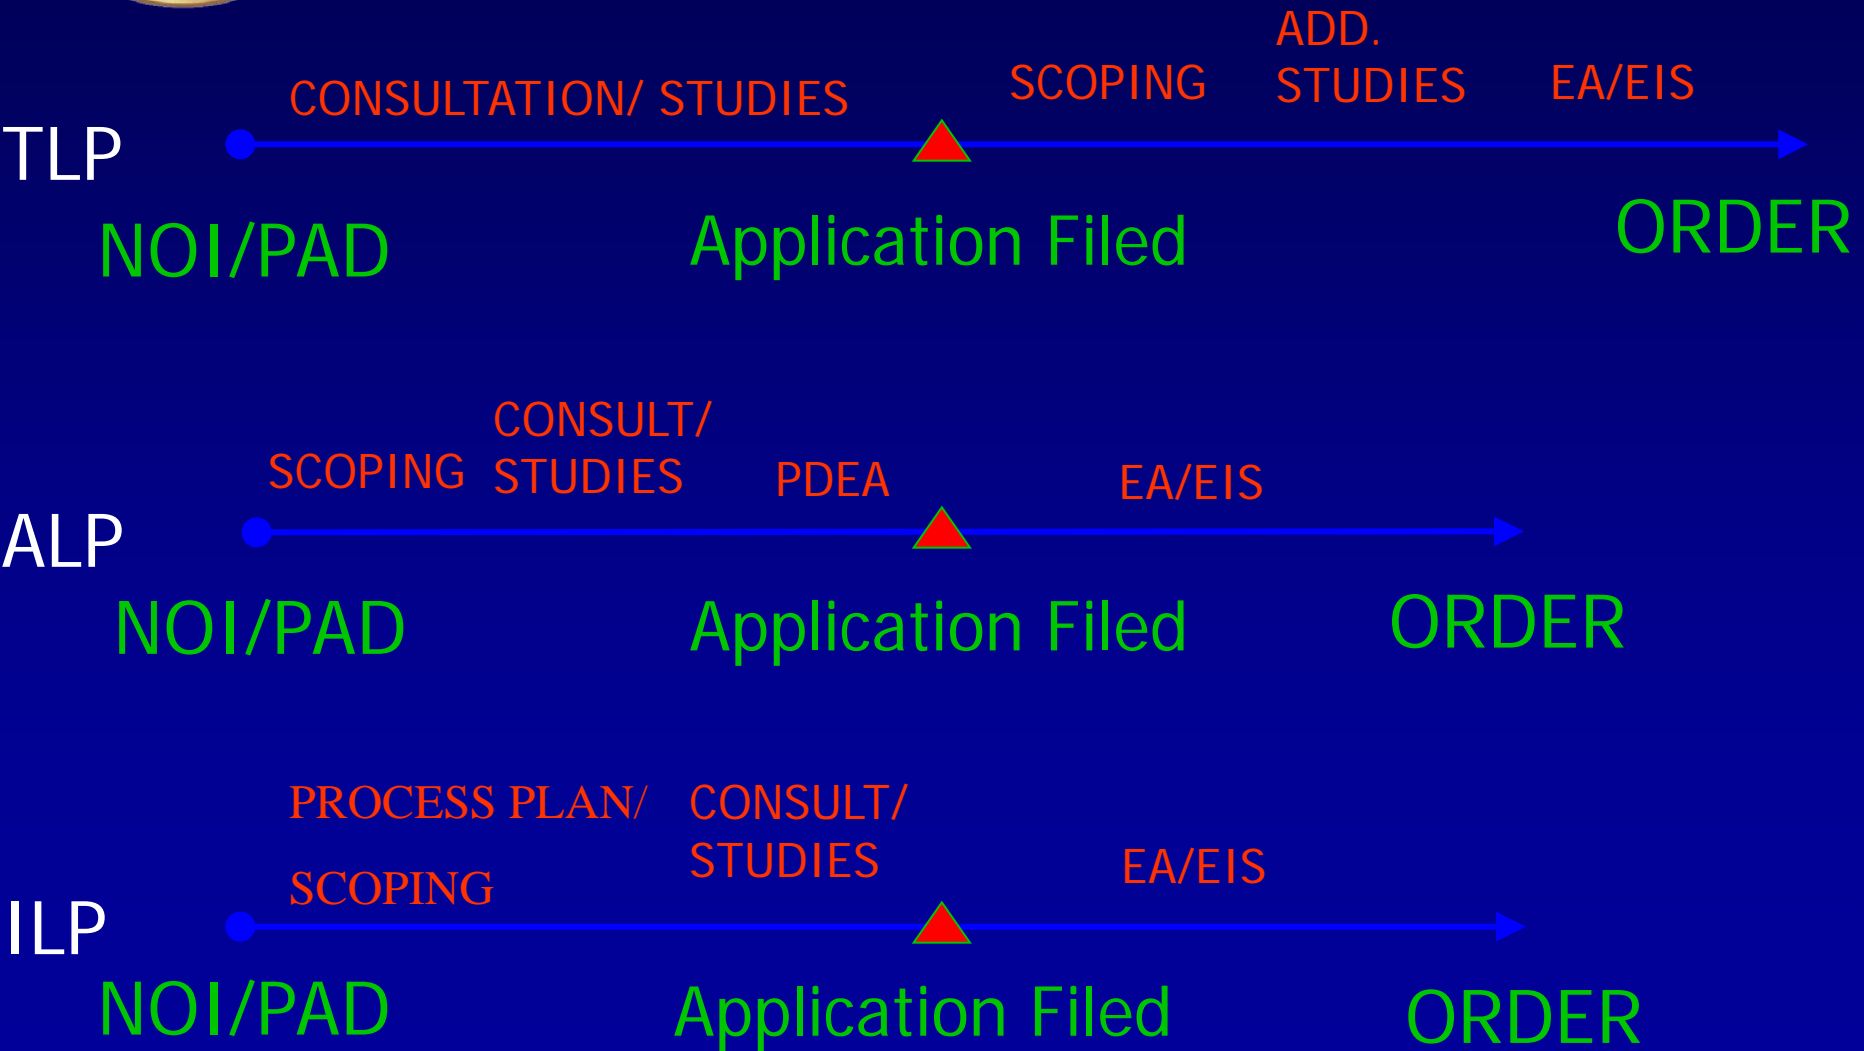 CONSULTATION/ STUDIES
SCOPING
ADD.
STUDIES
EA/EIS
TLP
NOI/PAD
Application Filed
ORDER
SCOPING
CONSULT/
STUDIES
PDEA
EA/EIS
ALP
NOI/PAD
Application Filed
ORDER
PROCESS PLAN/
SCOPING
CONSULT/
STUDIES
EA/EIS
ILP
NOI/PAD
Application Filed
ORDER